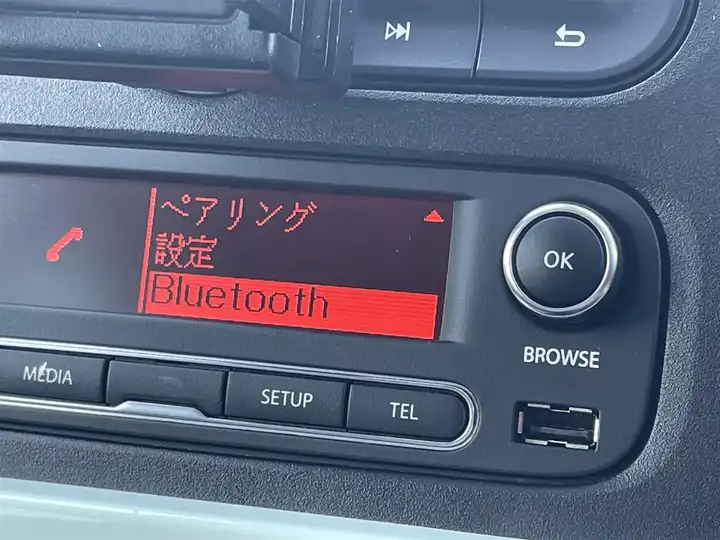 ペアリング
設定
Bluetooth
OK
BROWSE
MEDIA
SETUP
TEL